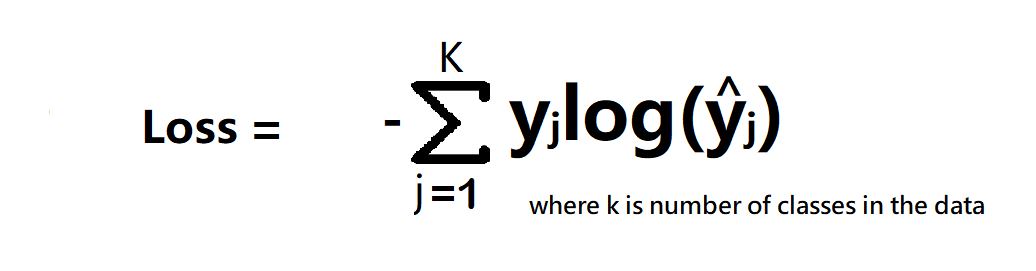 K
Loss = - ∑ yjlog(ŷj)
j=1
where k is number of classes in the data